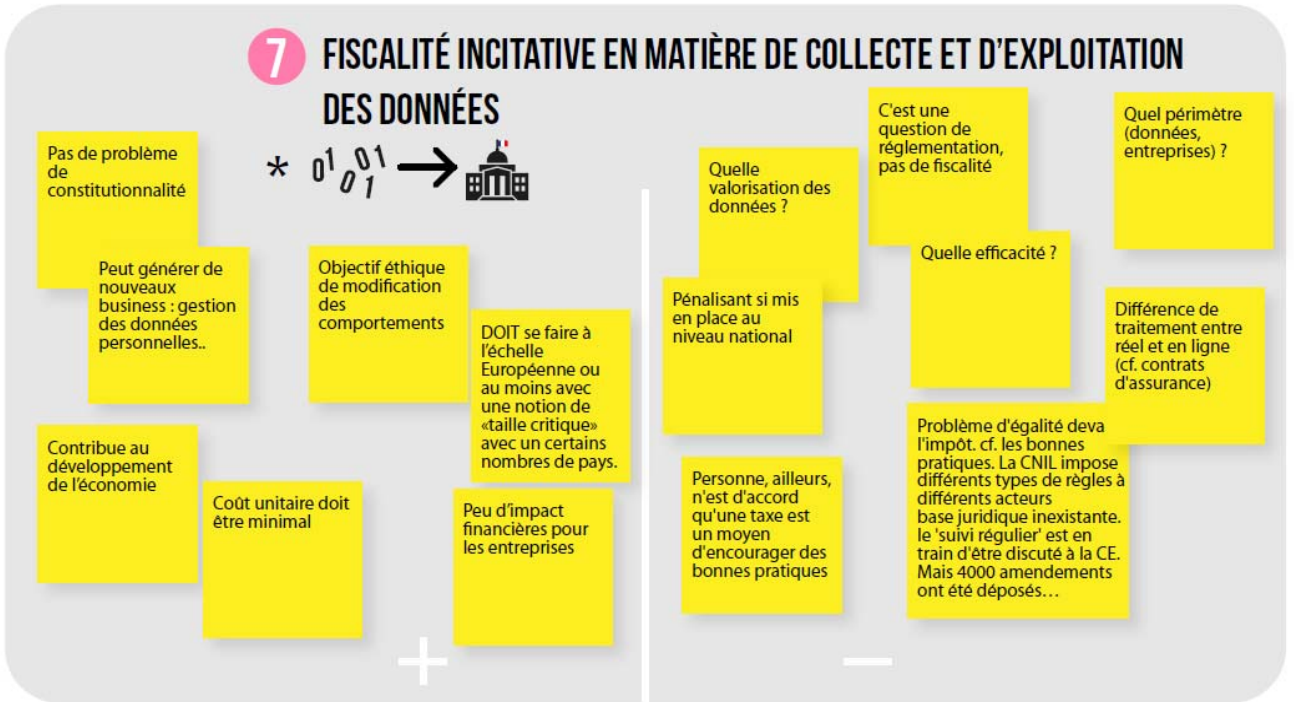 7 FISCALITÉ INCITATIVE EN MATIÈRE DE COLLECTE ET D'EXPLOITATION
DES DONNÉES
* 01 01 01
Pas de problème
de
constitutionnalité
Peut générer de
nouveaux
business : gestion
des données
personnelles..
Objectif éthique
de modification
des
comportements
DOIT se faire à
l'échelle
Européenne ou
au moins avec
une notion de
«taille critique»
avec un certains
nombres de pays.
Contribue au
développement
de l'économie
Coût unitaire doit
être minimal
Peu d'impact
financières pour
les entreprises
+
Quelle
valorisation des
données ?
C'est une
question de
réglementation,
pas de fiscalité
Quel périmètre
(données,
entreprises) ?
Pénalisant si mis
en place au
niveau national
Quelle efficacité ?
Différence de
traitement entre
réel et en ligne
(cf. contrats
d'assurance)
Personne, ailleurs,
n'est d'accord
qu'une taxe est
un moyen
d'encourager des
bonnes pratiques
Problème d'égalité deva
l'impôt. cf. les bonnes
pratiques. La CNIL impose
différents types de règles à
différents acteurs
base juridique inexistante.
le 'suivi régulier' est en
train d'être discuté à la CE.
Mais 4000 amendements
ont été déposés…
–